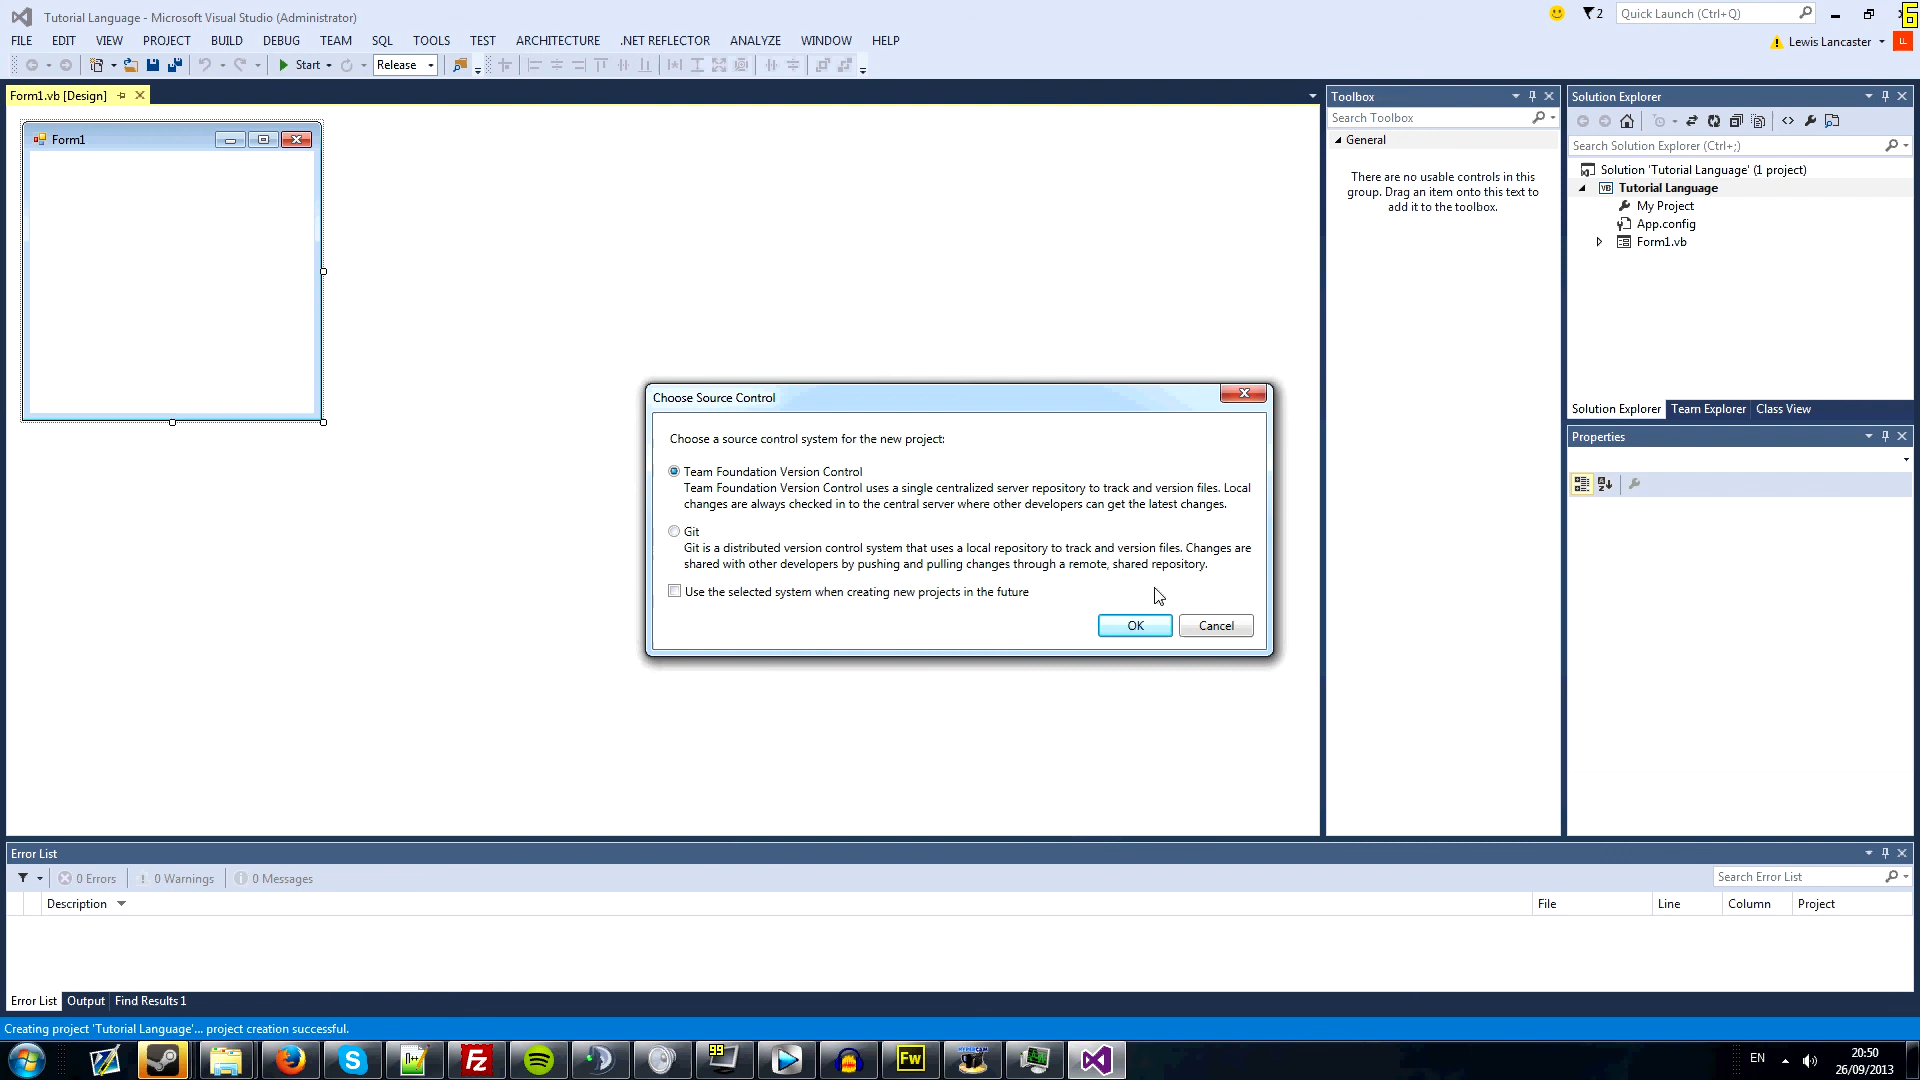 Tutorial Language - Microsoft Visual Studio (Administrator)
2
Quick Launch (Ctrl+Q)
6
FILE EDIT VIEW PROJECT BUILD DEBUG TEAM SQL TOOLS TEST ARCHITECTURE .NET REFLECTOR ANALYZE WINDOW HELP
Lewis Lancaster
LL
Start
Release
Form1.vb [Design]
Form1
Toolbox
Search Toolbox
General
There are no usable controls in this
group. Drag an item onto this text to
add it to the toolbox.
Solution Explorer
Search Solution Explorer (Ctrl+;)
Solution 'Tutorial Language' (1 project)
VB Tutorial Language
My Project
App.config
Form1.vb
Solution Explorer Team Explorer Class View
Properties
Choose Source Control
Choose a source control system for the new project:
Team Foundation Version Control
Team Foundation Version Control uses a single centralized server repository to track and version files. Local
changes are always checked in to the central server where other developers can get the latest changes.
Git
Git is a distributed version control system that uses a local repository to track and version files. Changes are
shared with other developers by pushing and pulling changes through a remote, shared repository.
Use the selected system when creating new projects in the future
OK Cancel
Error List
0 Errors 0 Warnings 0 Messages
Search Error List
Description File Line Column Project
Error List Output Find Results 1
Creating project 'Tutorial Language'... project creation successful.
Fz
99
Fw
EN
20:50
26/09/2013